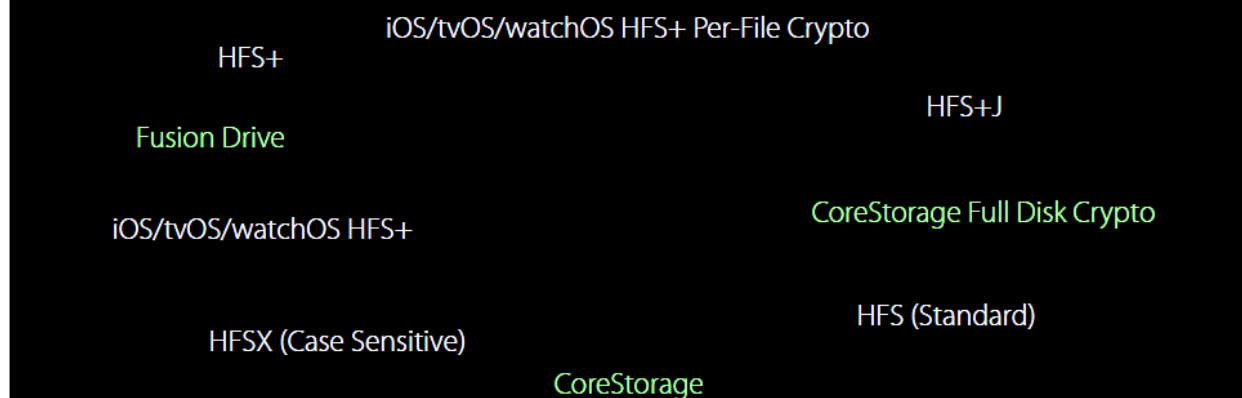 iOS/tvOS/watchOS HFS+ Per-File Crypto
HFS+
HFS+J
Fusion Drive
CoreStorage Full Disk Crypto
iOS/tvOS/watchOS HFS+
HFS (Standard)
HFSX (Case Sensitive)
CoreStorage